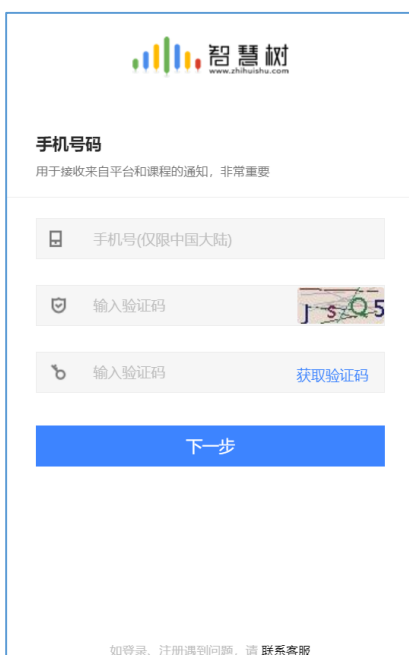 智慧树
www.zhihuishu.com
手机号码
用于接收来自平台和课程的通知，非常重要
手机号(仅限中国大陆)
输入验证码
JsQ5
输入验证码
获取验证码
下一步
如登录、注册遇到问题，请 联系客服